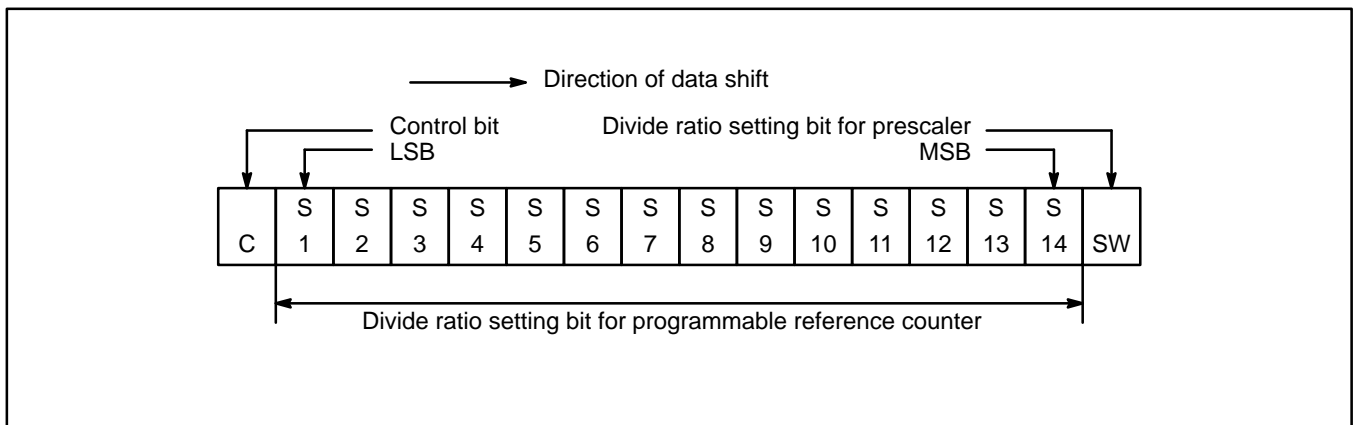 Direction of data shift
Control bit Divide ratio setting bit for prescaler
LSB MSB
S S S S S S S S S S S S S S
C 1 2 3 4 5 6 7 8 9 10 11 12 13 14 SW
Divide ratio setting bit for programmable reference counter